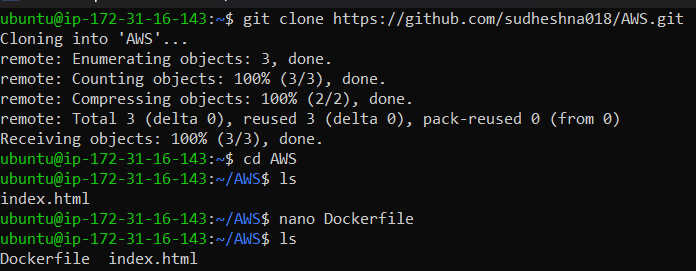 ubuntu@ip-172-31-16-143:~$ git clone https://github.com/sudheshna018/AWS.git
Cloning into 'AWS'...
remote: Enumerating objects: 3, done.
remote: Counting objects: 100% (3/3), done.
remote: Compressing objects: 100% (2/2), done.
remote: Total 3 (delta 0), reused 3 (delta 0), pack-reused 0 (from 0)
Receiving objects: 100% (3/3), done.
ubuntu@ip-172-31-16-143:~$ cd AWS
ubuntu@ip-172-31-16-143:~/AWS$ ls
index.html
ubuntu@ip-172-31-16-143:~/AWS$ nano Dockerfile
ubuntu@ip-172-31-16-143:~/AWS$ ls
Dockerfile  index.html